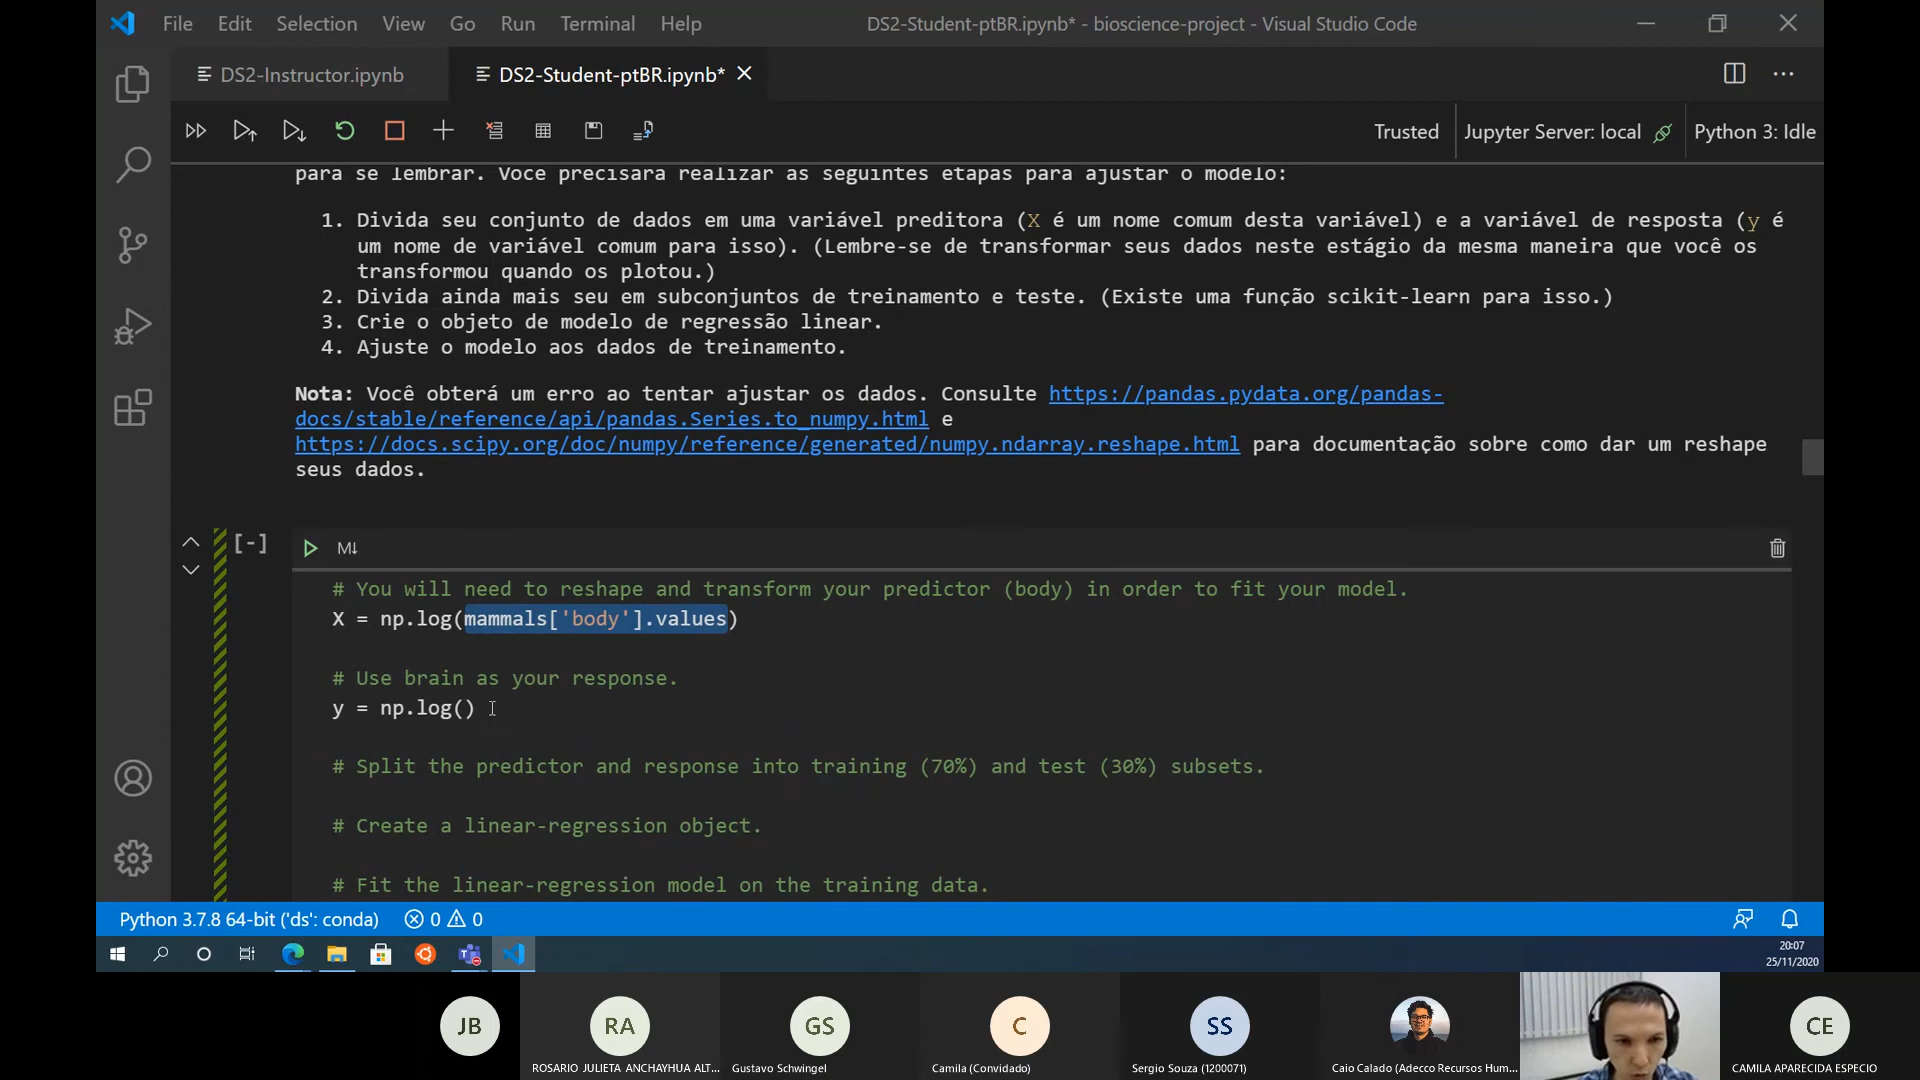 File Edit Selection View Go Run Terminal Help DS2-Student-ptBR.ipynb* - bioscience-project - Visual Studio Code
DS2-Instructor.ipynb DS2-Student-ptBR.ipynb*
Trusted Jupyter Server: local Python 3: Idle
para se lembrar. Você precisará realizar as seguintes etapas para ajustar o modelo:
1. Divida seu conjunto de dados em uma variável preditora (X é um nome comum desta variável) e a variável de resposta (y é
um nome de variável comum para isso). (Lembre-se de transformar seus dados neste estágio da mesma maneira que você os
transformou quando os plotou.)
2. Divida ainda mais seu em subconjuntos de treinamento e teste. (Existe uma função scikit-learn para isso.)
3. Crie o objeto de modelo de regressão linear.
4. Ajuste o modelo aos dados de treinamento.
Nota: Você obterá um erro ao tentar ajustar os dados. Consulte https://pandas.pydata.org/pandas-
docs/stable/reference/api/pandas.Series.to_numpy.html e
https://docs.scipy.org/doc/numpy/reference/generated/numpy.ndarray.reshape.html para documentação sobre como dar um reshape
seus dados.
[-] M↓
# You will need to reshape and transform your predictor (body) in order to fit your model.
X = np.log(mammals['body'].values)
# Use brain as your response.
y = np.log()
# Split the predictor and response into training (70%) and test (30%) subsets.
# Create a linear-regression object.
# Fit the linear-regression model on the training data.
Python 3.7.8 64-bit ('ds': conda) 0 0
20:07
25/11/2020
JB RA GS C SS CE
ROSARIO JULIETA ANCHAYHUA ALT... Gustavo Schwingel Camila (Convidado) Sergio Souza (1200071) Caio Calado (Adecco Recursos Hum... CAMILA APARECIDA ESPECIO